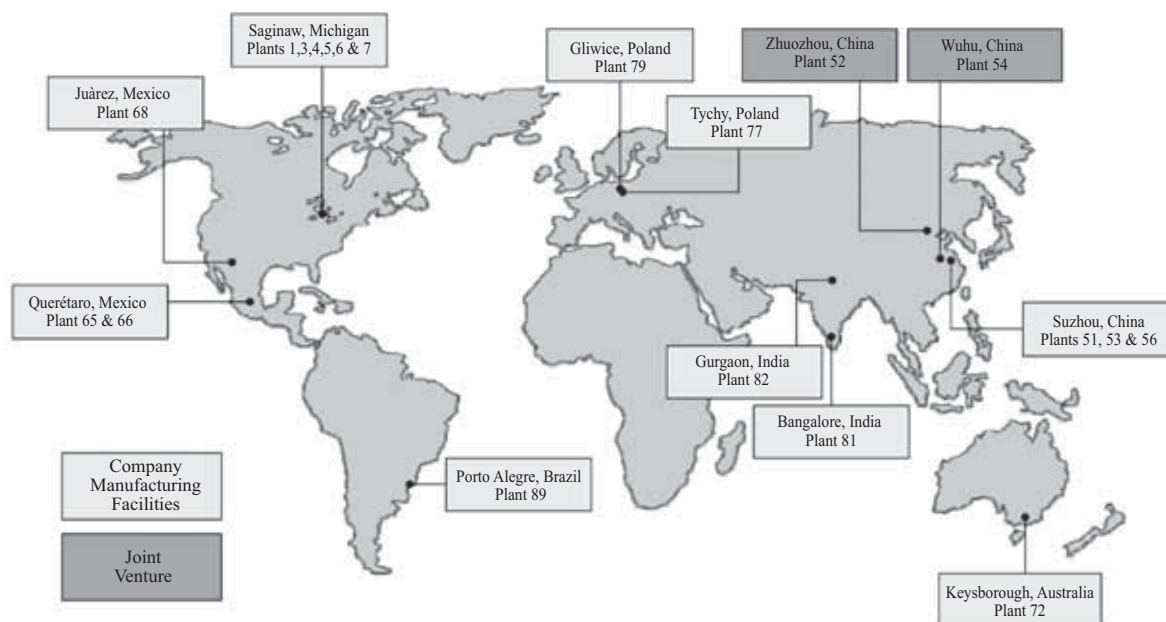 Saginaw, Michigan
Plants 1,3,4,5,6 & 7
Gliwice, Poland
Plant 79
Zhuozhou, China
Plant 52
Wuhu, China
Plant 54
Juàrez, Mexico
Plant 68
Tychy, Poland
Plant 77
Querétaro, Mexico
Plant 65 & 66
Suzhou, China
Plants 51, 53 & 56
Gurgaon, India
Plant 82
Bangalore, India
Plant 81
Company
Manufacturing
Facilities
Porto Alegre, Brazil
Plant 89
Joint
Venture
Keysborough, Australia
Plant 72